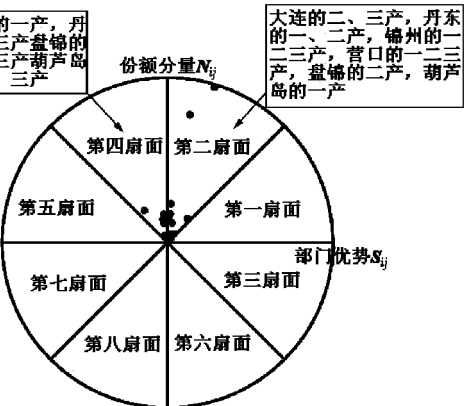 的一产，丹
三产盘锦的
三产葫芦岛
三产
大连的二、三产，丹东
的一、二产，锦州的一
二三产，营口的一二三
产，盘锦的二产，葫芦
岛的一产
份额分量Nij
第四扇面
第二扇面
第五扇面
第一扇面
部门优势Sij
第七扇面
第三扇面
第八扇面
第六扇面